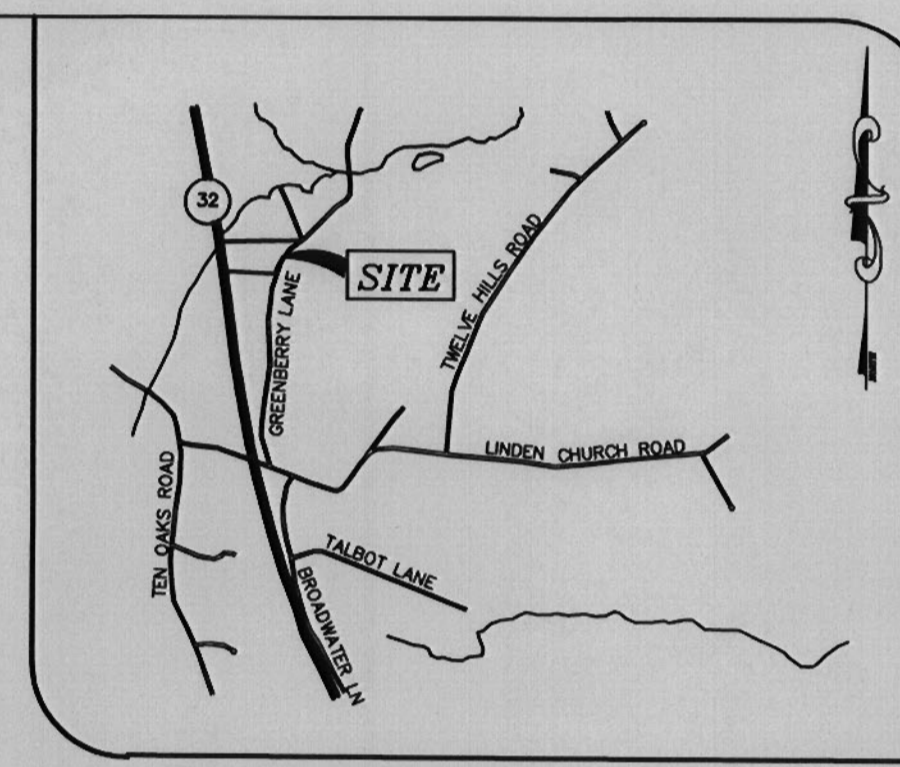 32
SITE
TWELVE HILLS ROAD
GREENBERRY LANE
LINDEN CHURCH ROAD
TEN OAKS ROAD
TALBOT LANE
BROADWATER LN